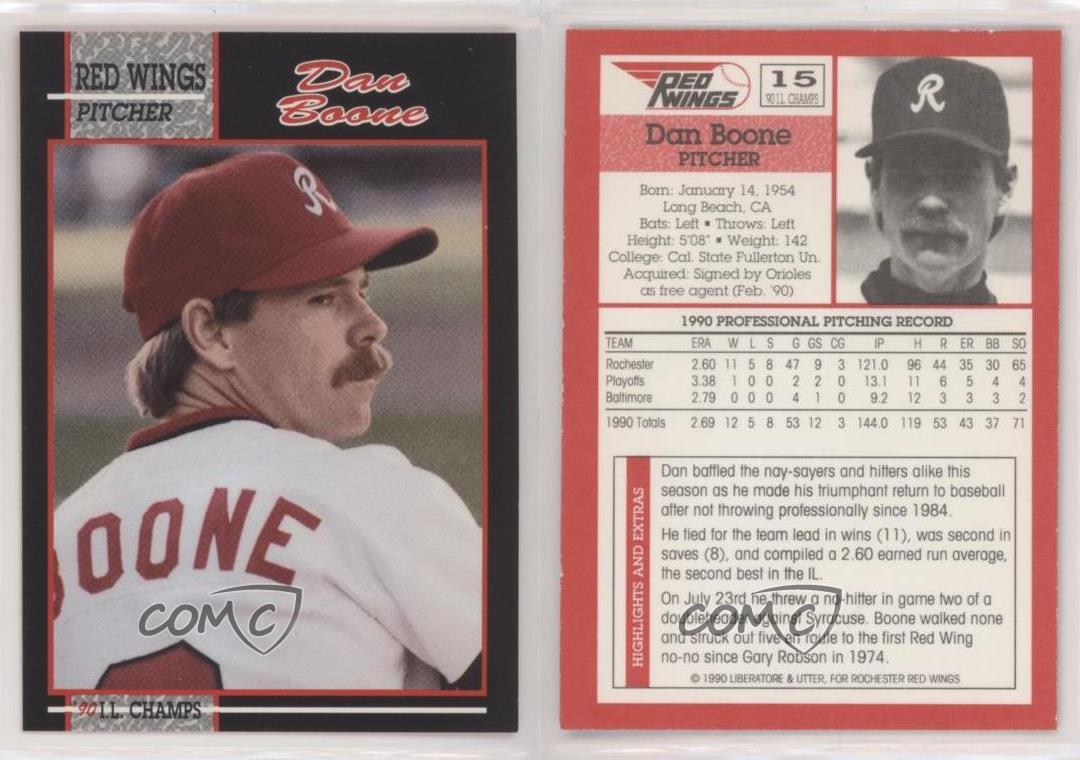 RED WINGS
PITCHER
Dan
Boone
R
BOONE
COMC
'90 I.L. CHAMPS
RED
WINGS
15
'90 I.L. CHAMPS
Dan Boone
PITCHER
R
Born: January 14, 1954
Long Beach, CA
Bats: Left ▪ Throws: Left
Height: 5'08" ▪ Weight: 142
College: Cal. State Fullerton Un.
Acquired: Signed by Orioles
as free agent (Feb. '90)
1990 PROFESSIONAL PITCHING RECORD
TEAM ERA W L S G GS CG IP H R ER BB SO
Rochester 2.60 11 5 8 47 9 3 121.0 96 44 35 30 65
Playoffs 3.38 1 0 0 2 2 0 13.1 11 6 5 4 4
Baltimore 2.79 0 0 0 4 1 0 9.2 12 3 3 3 2
1990 Totals 2.69 12 5 8 53 12 3 144.0 119 53 43 37 71
HIGHLIGHTS AND EXTRAS
Dan baffled the nay-sayers and hitters alike this
season as he made his triumphant return to baseball
after not throwing professionally since 1984.
He tied for the team lead in wins (11), was second in
saves (8), and compiled a 2.60 earned run average,
the second best in the IL.
On July 23rd he threw a no-hitter in game two of a
doubleheader against Syracuse. Boone walked none
and struck out five en route to the first Red Wing
no-no since Gary Robson in 1974.
COMC
© 1990 LIBERATORE & UTTER, FOR ROCHESTER RED WINGS